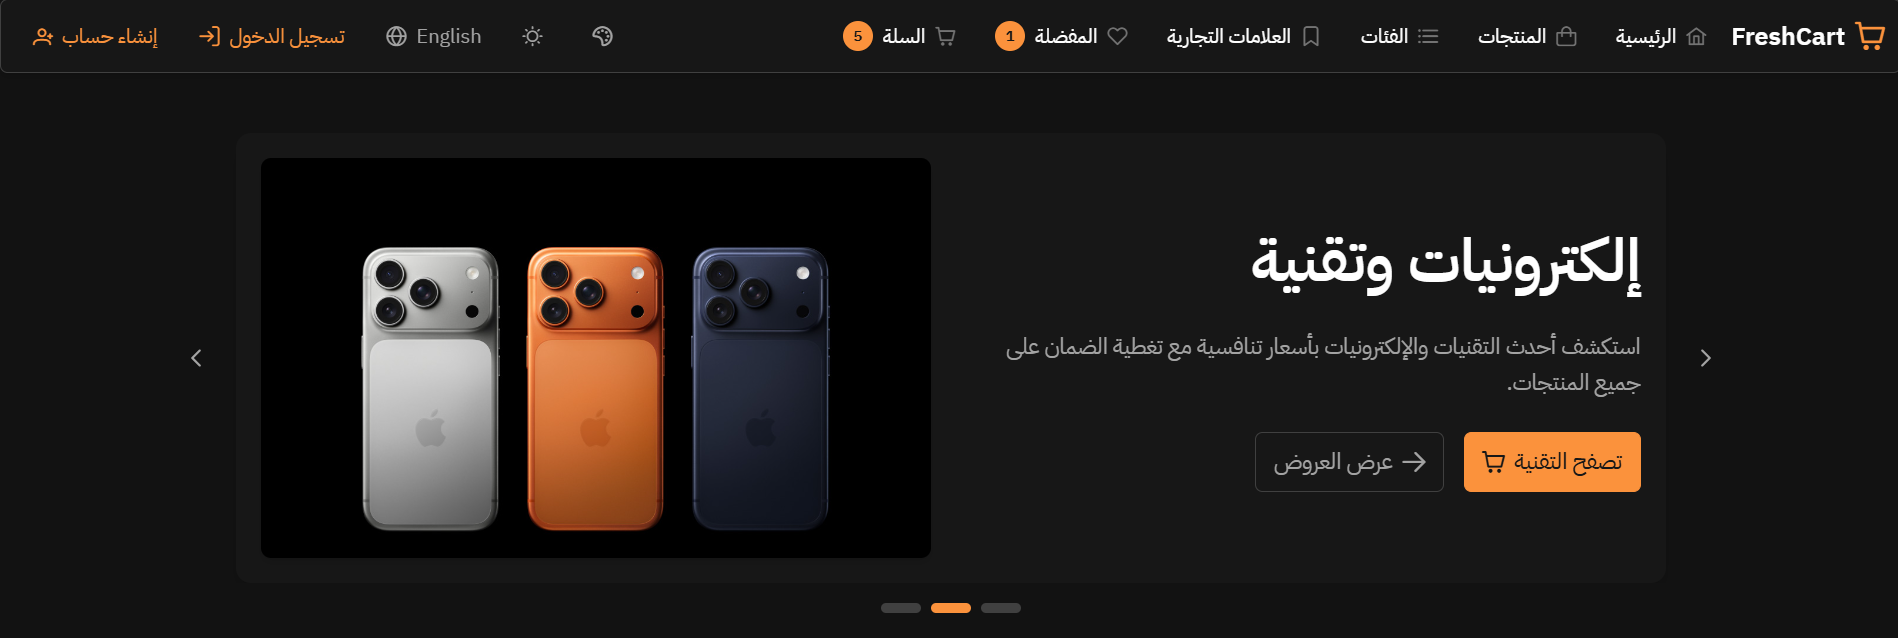 FreshCart
الرئيسية
المنتجات
الفئات
العلامات التجارية
المفضلة 1
السلة 5
English
تسجيل الدخول
إنشاء حساب
إلكترونيات وتقنية
استكشف أحدث التقنيات والإلكترونيات بأسعار تنافسية مع تغطية الضمان على
جميع المنتجات.
تصفح التقنية
عرض العروض